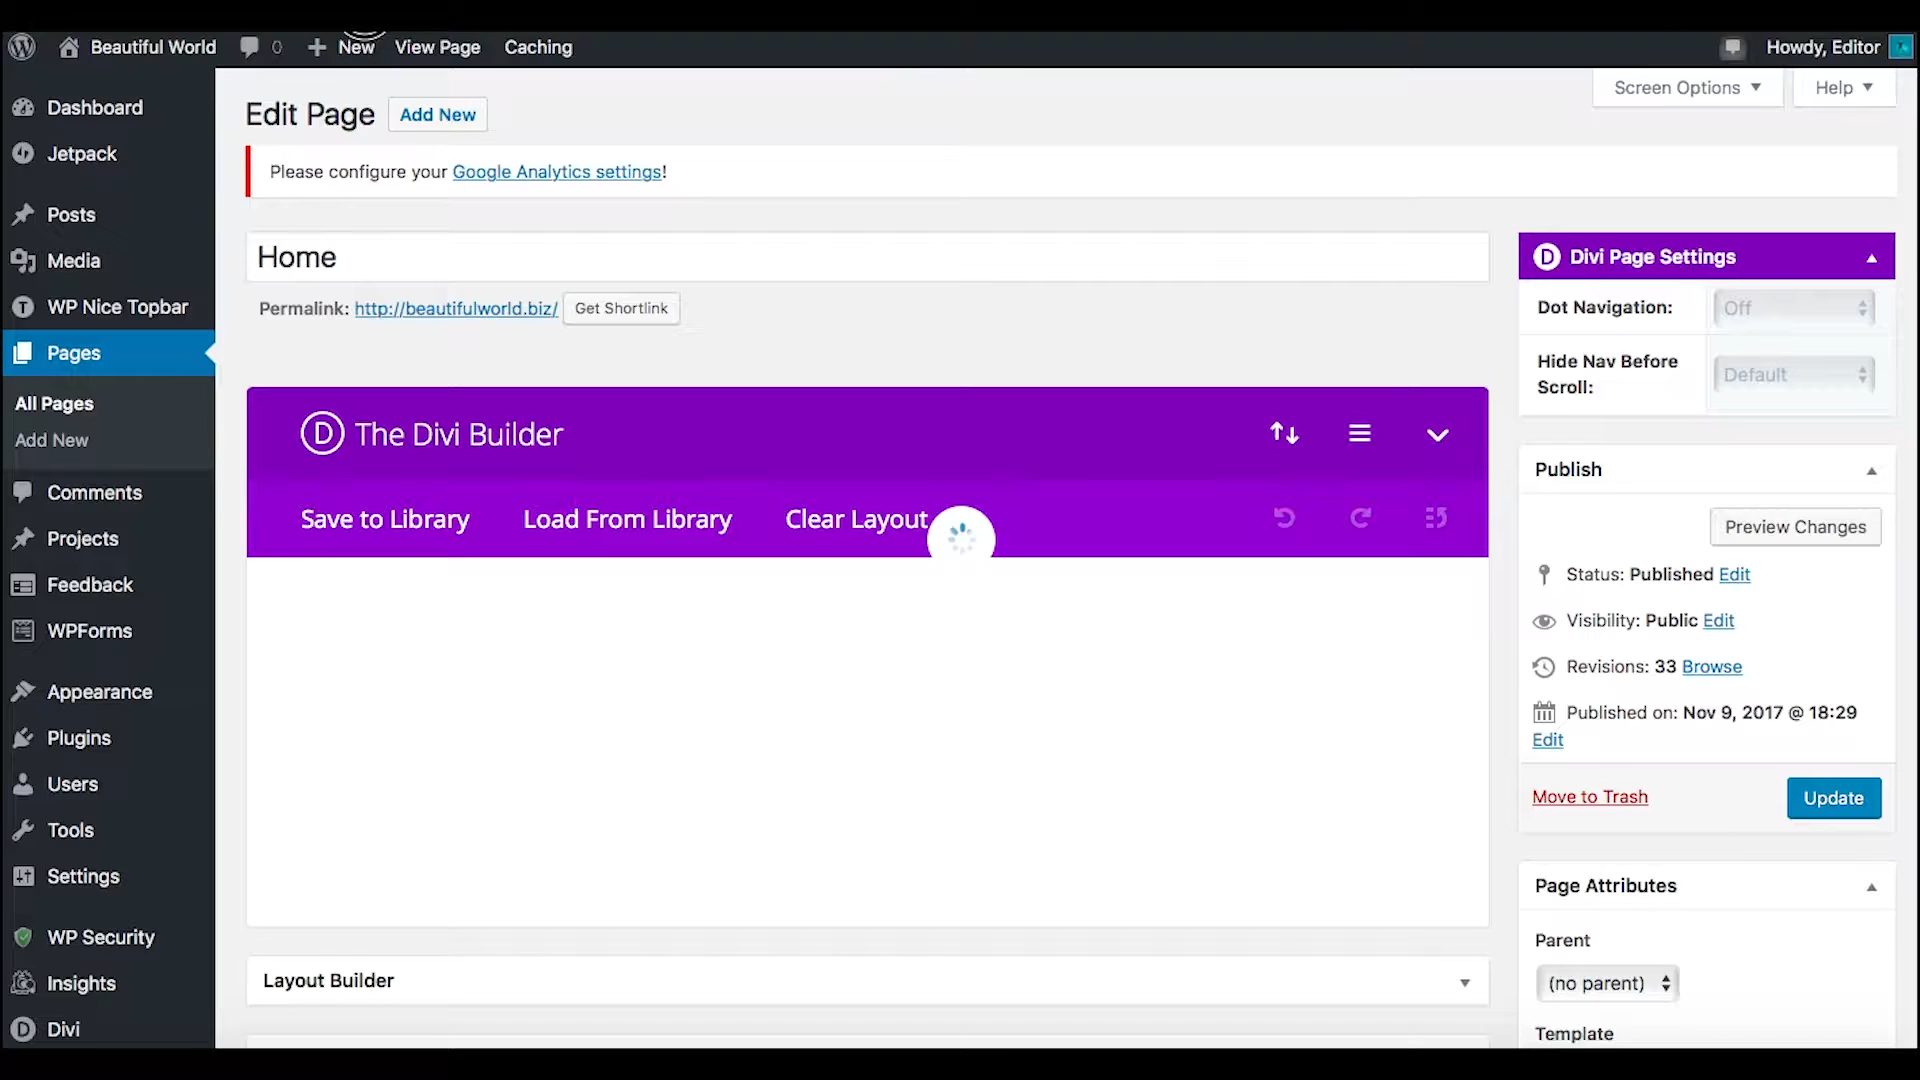 Beautiful World 0 New View Page Caching Howdy, Editor
Screen Options Help
Dashboard
Jetpack
Posts
Media
WP Nice Topbar
Pages
All Pages
Add New
Comments
Projects
Feedback
WPForms
Appearance
Plugins
Users
Tools
Settings
WP Security
Insights
Divi
Edit Page Add New
Please configure your Google Analytics settings!
Home
Permalink: http://beautifulworld.biz/ Get Shortlink
The Divi Builder
Save to Library Load From Library Clear Layout
Layout Builder
Divi Page Settings
Dot Navigation: Off
Hide Nav Before
Scroll:
Default
Publish
Preview Changes
Status: Published Edit
Visibility: Public Edit
Revisions: 33 Browse
Published on: Nov 9, 2017 @ 18:29
Edit
Move to Trash Update
Page Attributes
Parent
(no parent)
Template